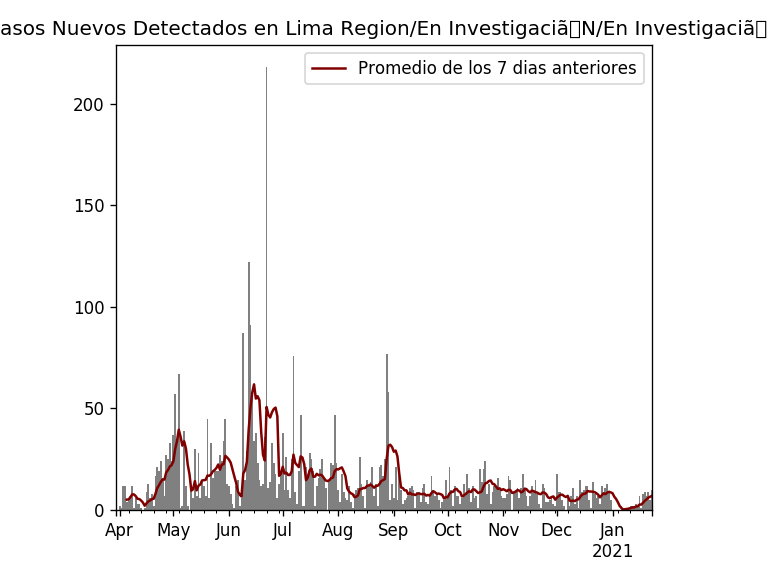 asos Nuevos Detectados en Lima Region/En Investigaciã▯N/En Investigaciã▯
Promedio de los 7 dias anteriores
200
150
100
50
0
Apr May Jun Jul Aug Sep Oct Nov Dec Jan
2021